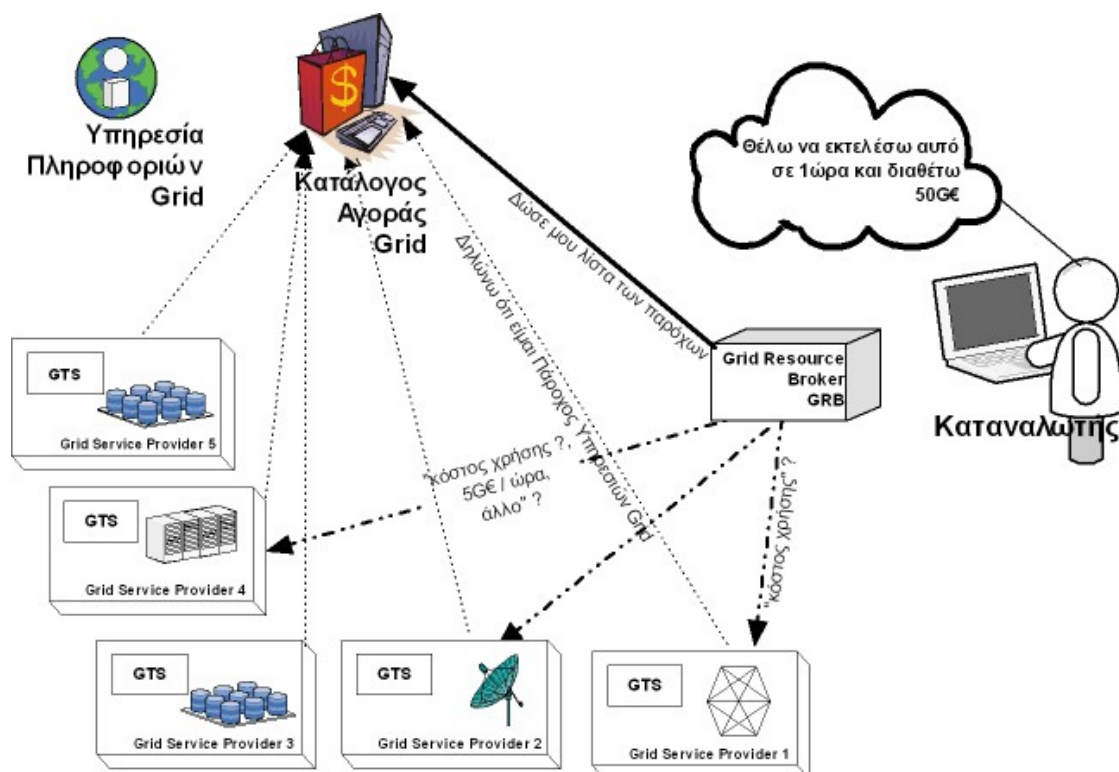 Υπηρεσία
Πληροφοριών
Grid
$
Κατάλογος
Αγοράς
Grid
Θέλω να εκτελέσω αυτό
σε 1ώρα και διαθέτω
50G€
Δώσε μου λίστα των παρόχων
Δηλώνω ότι είμαι Πάροχος Υπηρεσιών Grid
Grid Resource
Broker
GRB
Καταναλωτής
GTS
Grid Service Provider 5
"κόστος χρήσης ?,
5G€ / ώρα,
άλλο" ?
"κόστος χρήσης" ?
GTS
Grid Service Provider 4
GTS
Grid Service Provider 3
GTS
Grid Service Provider 2
GTS
Grid Service Provider 1